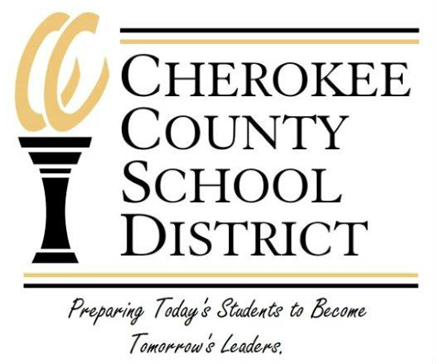 CHEROKEE
COUNTY
SCHOOL
DISTRICT
Preparing Today's Students to Become
Tomorrow's Leaders.